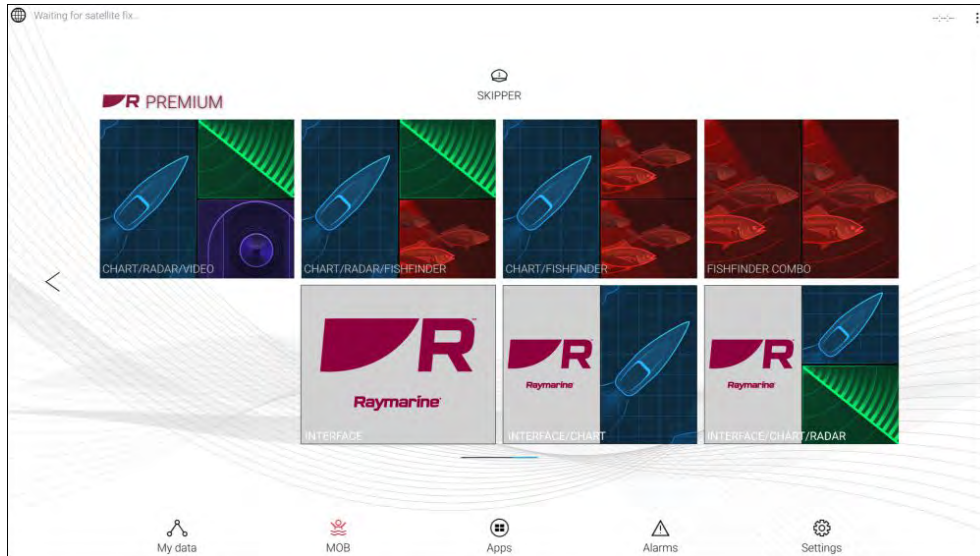 Waiting for satellite fix...
--:--:--
SKIPPER
R PREMIUM
CHART/RADAR/VIDEO
CHART/RADAR/FISHFINDER
CHART/FISHFINDER
FISHFINDER COMBO
R
Raymarine
INTERFACE
R
Raymarine
INTERFACE/CHART
R
Raymarine
INTERFACE/CHART/RADAR
My data
MOB
Apps
Alarms
Settings